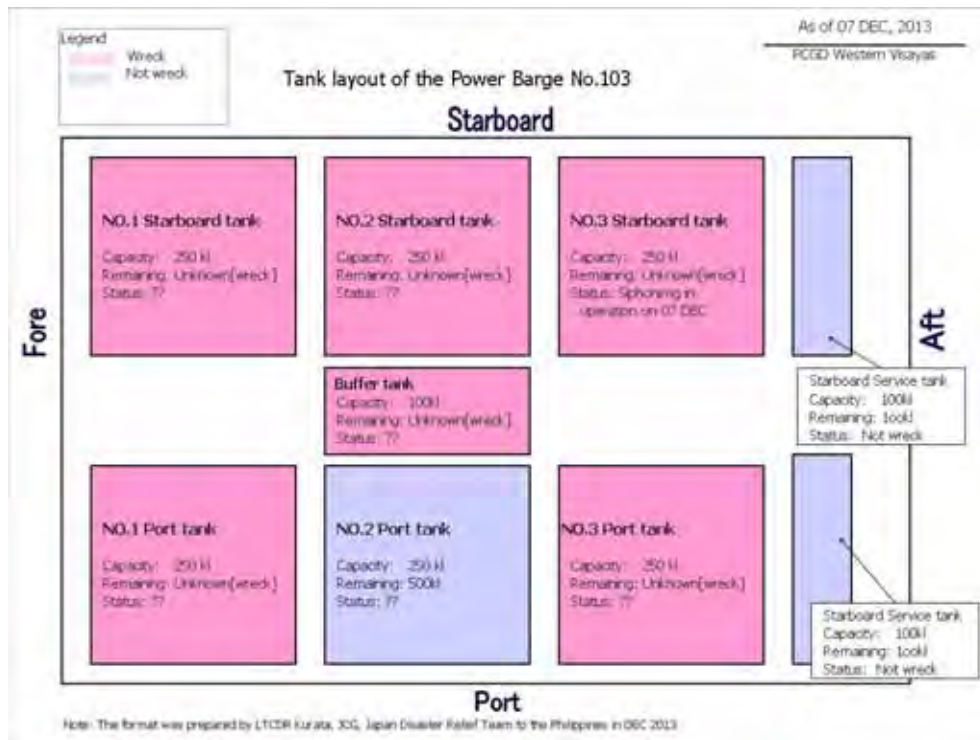 Legend
Wreck
Not wreck
As of 07 DEC, 2013
PCGD Western Visayas
Tank layout of the Power Barge No.103
Starboard
Fore
Aft
NO.1 Starboard tank
Capacity: 250 kl
Remaining: Unknown[wreck]
Status: ??
NO.2 Starboard tank
Capacity: 250 kl
Remaining: Unknown[wreck]
Status: ??
NO.3 Starboard tank
Capacity: 250 kl
Remaining: Unknown[wreck]
Status: Siphoning in
operation on 07 DEC
Starboard Service tank
Capacity: 100kl
Remaining: 1ookl
Status: Not wreck
Buffer tank
Capacity: 100kl
Remaining: Unknown[wreck]
Status: ??
NO.1 Port tank
Capacity: 250 kl
Remaining: Unknown[wreck]
Status: ??
NO.2 Port tank
Capacity: 250 kl
Remaining: 500kl
Status: ??
NO.3 Port tank
Capacity: 250 kl
Remaining: Unknown[wreck]
Status: ??
Starboard Service tank
Capacity: 100kl
Remaining: 1ookl
Status: Not wreck
Port
Note: The format was prepared by LTCDR Kurata, JCG, Japan Disaster Relief Team to the Philippines in DEC 2013